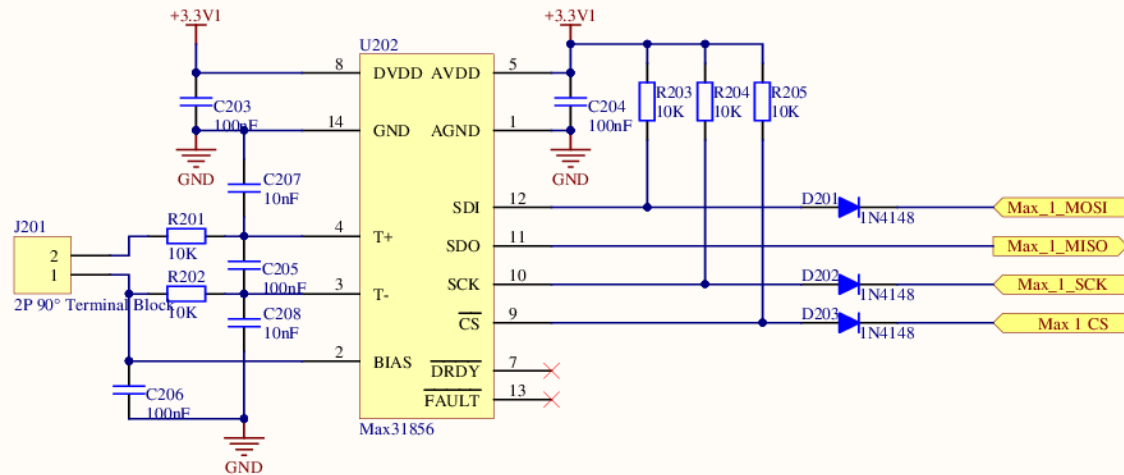 +3.3V1
+3.3V1
U202
8 DVDD AVDD 5
C203
100nF
C204
100nF
R203
10K
R204
10K
R205
10K
14 GND AGND 1
GND
GND
C207
10nF
SDI 12
D201
1N4148
Max_1_MOSI
J201
2
1
2P 90° Terminal Block
R201
10K
4 T+
SDO 11
Max_1_MISO
C205
100nF
R202
10K
3 T-
SCK 10
D202
1N4148
Max_1_SCK
C208
10nF
CS 9
D203
1N4148
Max 1 CS
2 BIAS
DRDY 7
C206
100nF
FAULT 13
Max31856
GND